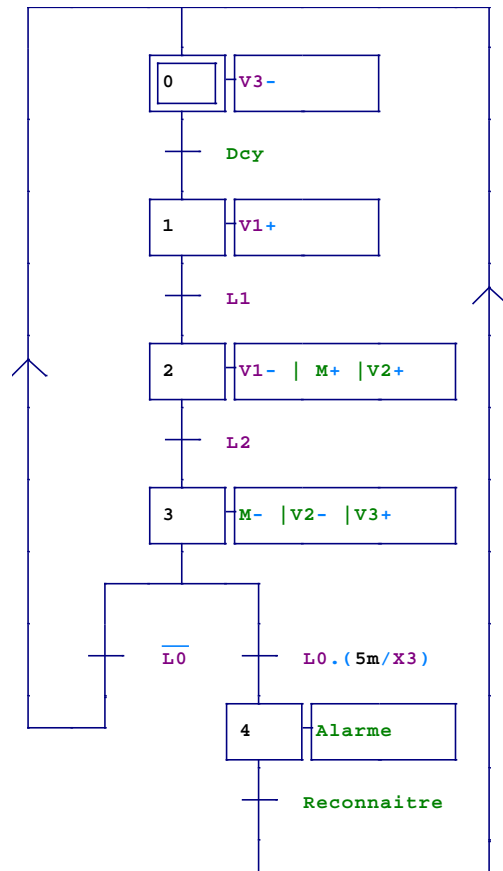 0 V3-
Dcy
1 V1+
L1
2 V1- | M+ |V2+
L2
3 M- |V2- |V3+
L̅0̅ L0.(5m/X3)
4 Alarme
Reconnaitre